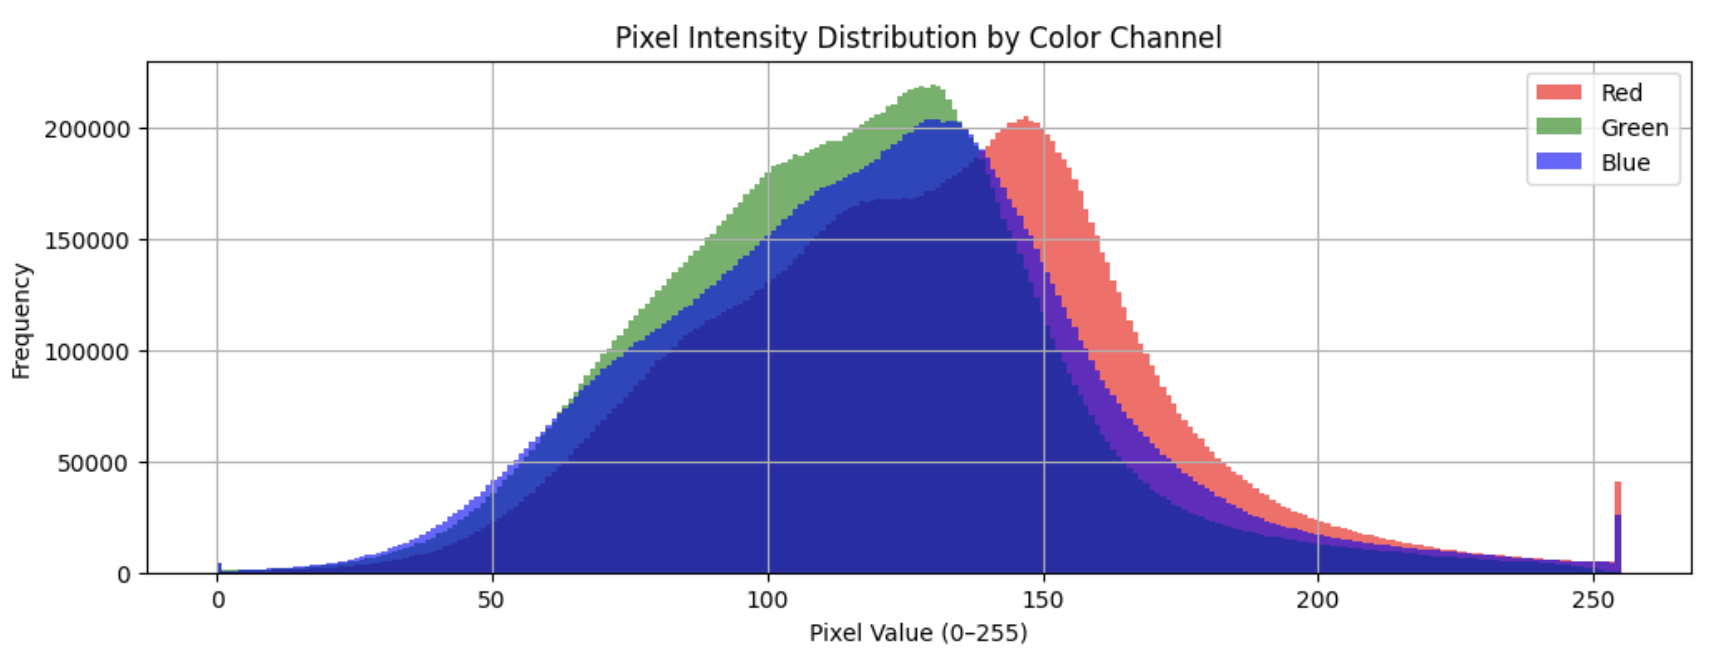 Pixel Intensity Distribution by Color Channel
Red
Green
Blue
Frequency
200000
150000
100000
50000
0
0 50 100 150 200 250
Pixel Value (0–255)